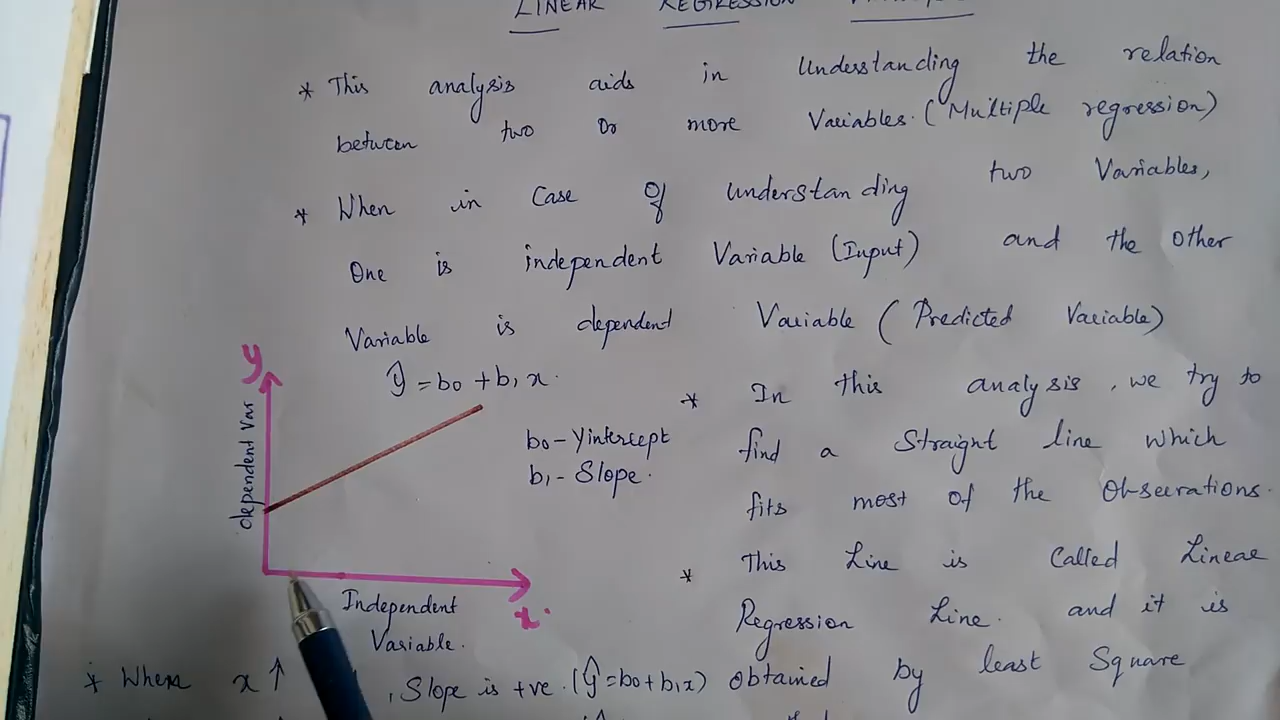 LINEAR REGRESSION
* This analysis aids in Understanding the relation
between two or more Variables. (Multiple regression)
* When in Case of Understanding two Variables,
One is independent Variable (Input) and the other
Variable is dependent Variable (Predicted Variable)
y
ŷ = b0 + b1 x.
dependent Var
b0 - Yintercept
b1 - Slope.
Independent
Variable.
x.
* In this analysis, we try to
find a Straight line which
fits most of the Observations.
* This Line is Called Linear
Regression Line. and it is
obtained by least Square
* When x ↑ , Slope is +ve. (ŷ = b0 + b1x)